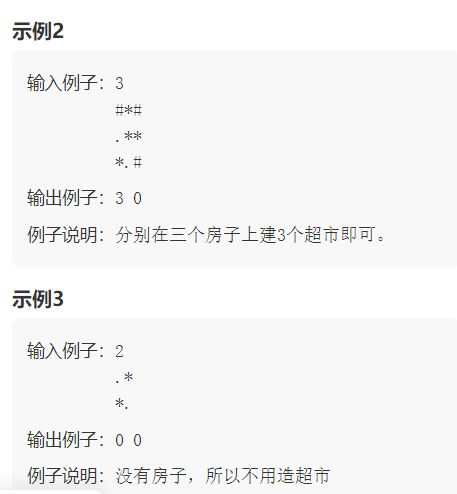 示例2
输入例子：3
#*#
.**
*.#
输出例子：3 0
例子说明：分别在三个房子上建3个超市即可。
示例3
输入例子：2
.*
*.
输出例子：0 0
例子说明：没有房子，所以不用造超市